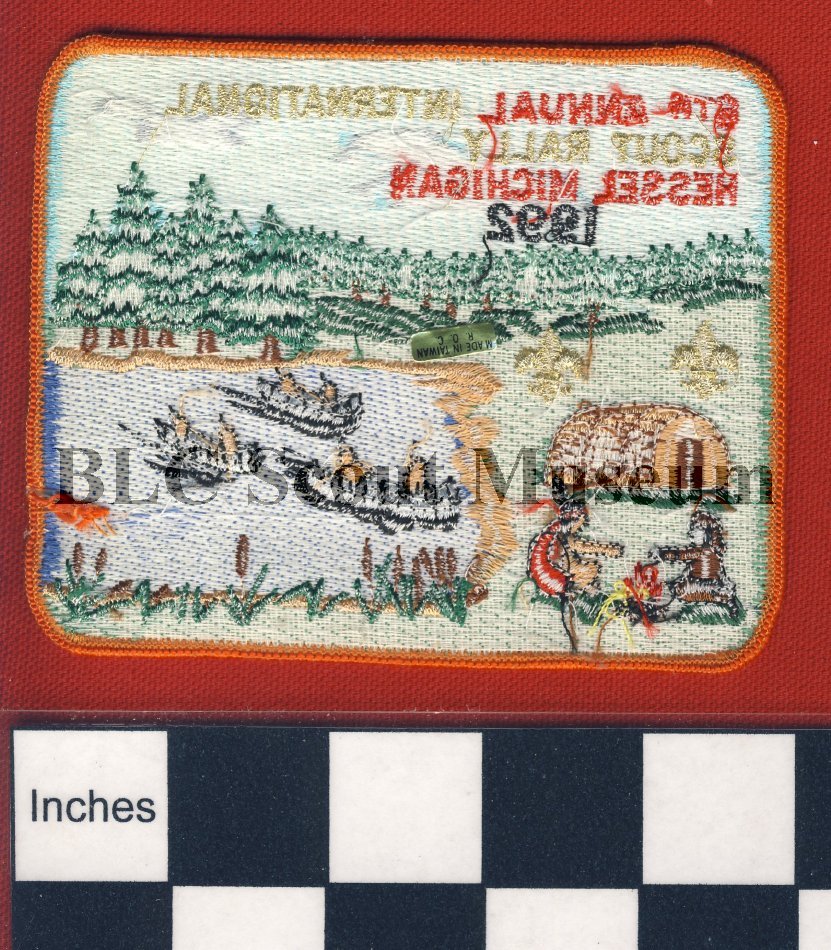 8TH ANNUAL INTERNATIONAL
SCOUT RALLY
HESSEL MICHIGAN
1992
MADE IN TAIWAN
R. O. C.
BLC Scout Museum
Inches